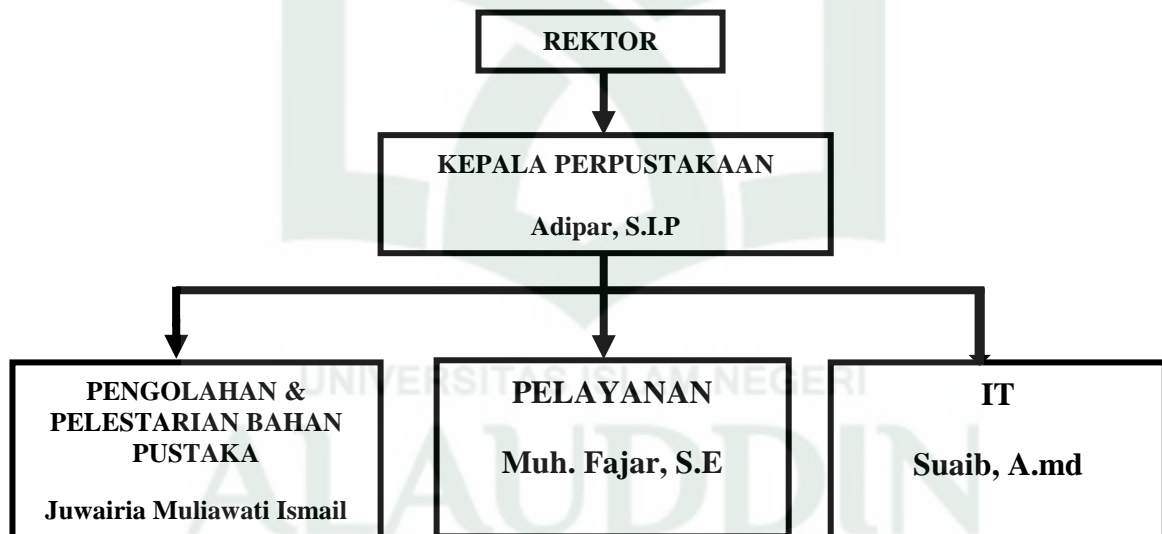 REKTOR
KEPALA PERPUSTAKAAN
Adipar, S.I.P
PENGOLAHAN &
PELESTARIAN BAHAN
PUSTAKA
Juwairia Muliawati Ismail
PELAYANAN
Muh. Fajar, S.E
IT
Suaib, A.md
UNIVERSITAS ISLAM NEGERI
ALAUDDIN